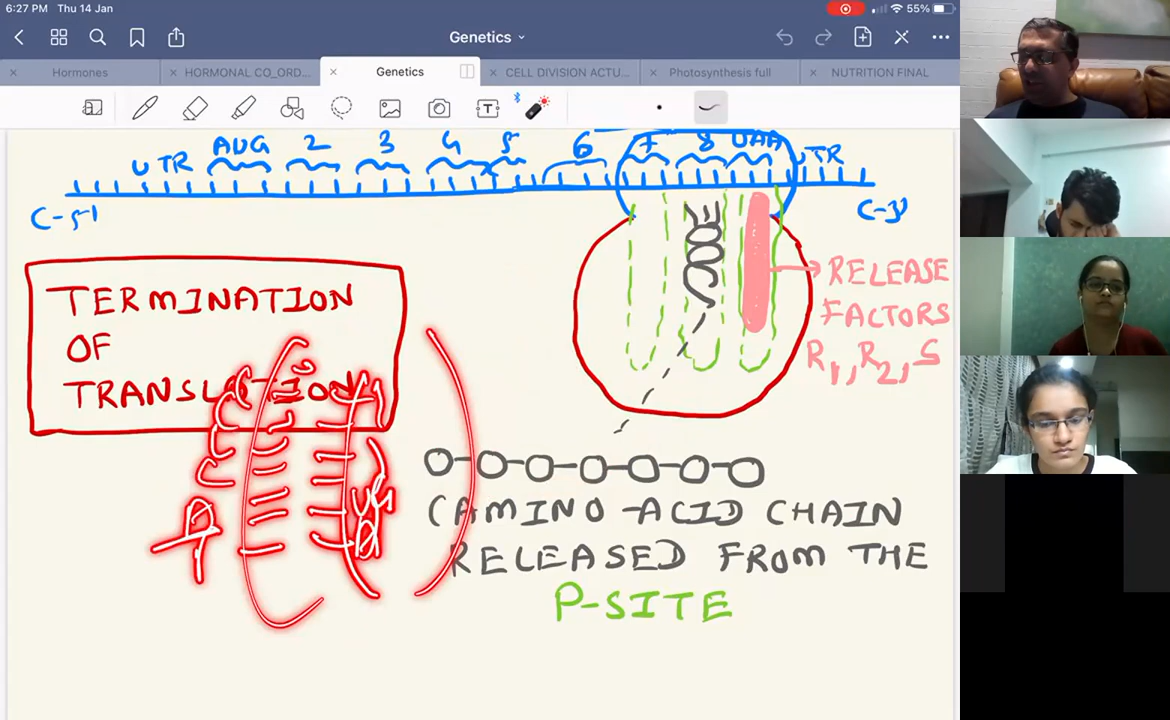 6:27 PM Thu 14 Jan
55%
Genetics
Hormones
HORMONAL CO_ORD...
Genetics
CELL DIVISION ACTU...
Photosynthesis full
NUTRITION FINAL
T
UTR AUG 2 3 4 5 6 7 8 UAA UTR
C-5'
C-3'
TERMINATION
OF
TRANSLATION
RELEASE
FACTORS
R1, R2, S
(AMINO-ACID CHAIN
RELEASED FROM THE
P-SITE